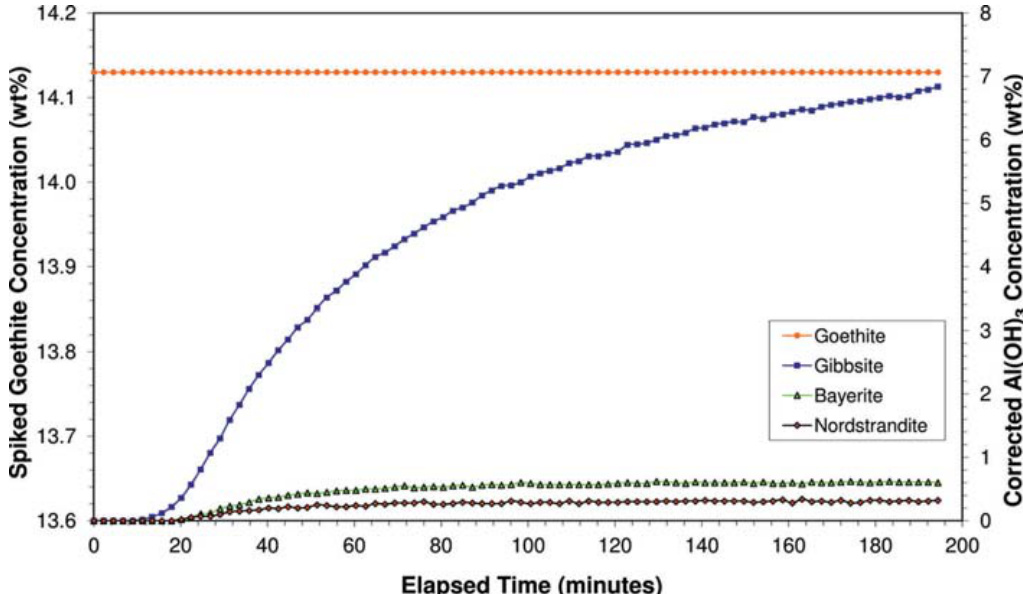 14.2
14.1
14.0
13.9
13.8
13.7
13.6
Spiked Goethite Concentration (wt%)
8
7
6
5
4
3
2
1
0
Corrected Al(OH)3 Concentration (wt%)
Goethite
Gibbsite
Bayerite
Nordstrandite
0 20 40 60 80 100 120 140 160 180 200
Elapsed Time (minutes)